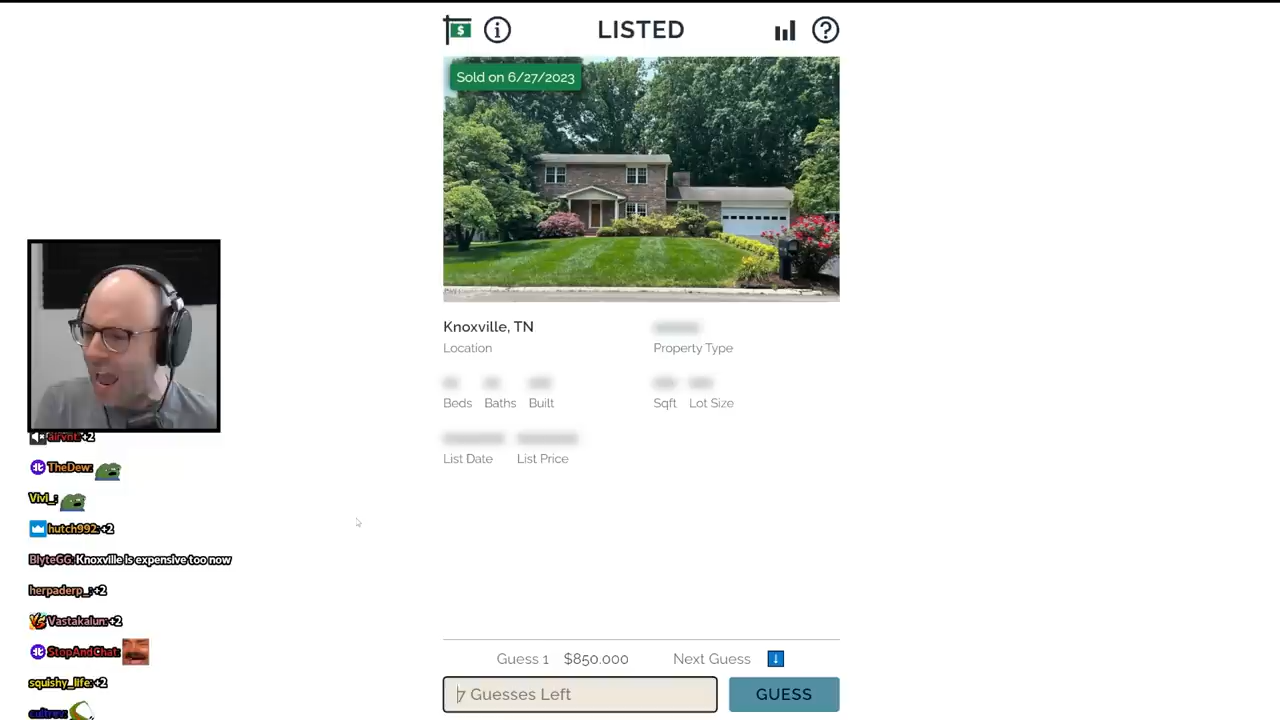 LISTED
Sold on 6/27/2023
Knoxville, TN
Location
Property Type
Beds Baths Built
Sqft Lot Size
List Date List Price
Guess 1 $850.000 Next Guess
7 Guesses Left GUESS
airvnt: +2
TheDew:
Vivi_:
hutch992: +2
BlyteGG: Knoxville is expensive too now
herpaderp_: +2
Vastakalun: +2
StopAndChat:
squishy_life: +2